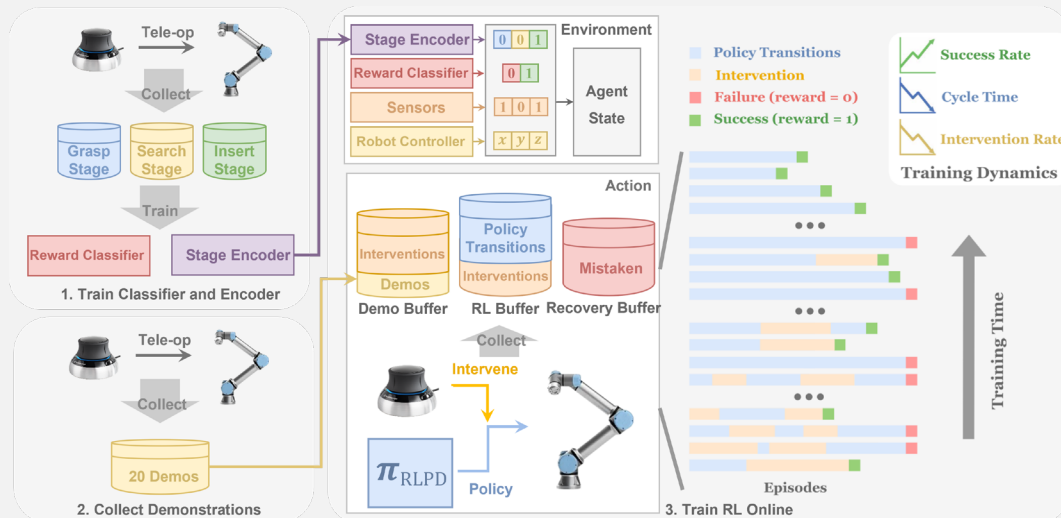 Tele-op
Collect
Grasp
Stage
Search
Stage
Insert
Stage
Train
Reward Classifier
Stage Encoder
1. Train Classifier and Encoder
Tele-op
Collect
20 Demos
2. Collect Demonstrations
Stage Encoder
0 0 1
Environment
Reward Classifier
0 1
Sensors
1 0 1
Robot Controller
x y z
Agent
State
Action
Interventions
Demos
Demo Buffer
Policy
Transitions
Interventions
RL Buffer
Mistaken
Recovery Buffer
Collect
Intervene
πRLPD
Policy
Policy Transitions
Intervention
Failure (reward = 0)
Success (reward = 1)
Success Rate
Cycle Time
Intervention Rate
Training Dynamics
Training Time
Episodes
3. Train RL Online